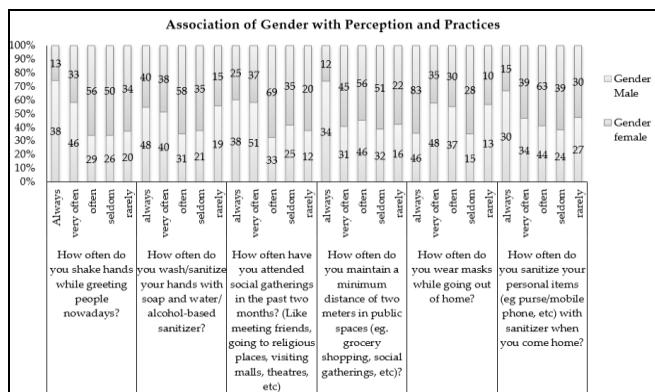 Association of Gender with Perception and Practices
100%
90%
80%
70%
60%
50%
40%
30%
20%
10%
0%
13 33 56 50 34 40 38 58 35 15 25 37 69 35 20 12 45 56 51 22 83 35 30 28 10 15 39 63 39 30
38 46 29 26 20 48 40 31 21 19 38 51 33 25 12 34 31 46 32 16 46 48 37 15 13 30 34 44 24 27
Gender
Male
Gender
female
Always
very often
often
seldom
rarely
always
very often
often
seldom
rarely
always
very often
often
seldom
rarely
always
very often
often
seldom
rarely
always
very often
often
seldom
rarely
always
very often
often
seldom
rarely
How often do
you shake hands
while greeting
people
nowadays?
How often do
you wash/sanitize
your hands with
soap and water/
alcohol-based
sanitizer?
How often have
you attended
social gatherings
in the past two
months? (Like
meeting friends,
going to religious
places, visiting
malls, theatres,
etc)
How often do
you maintain a
minimum
distance of two
meters in public
spaces (eg.
grocery
shopping, social
gatherings, etc)?
How often do
you wear masks
while going out
of home?
How often do
you sanitize your
personal items
(eg purse/mobile
phone, etc) with
sanitizer when
you come home?